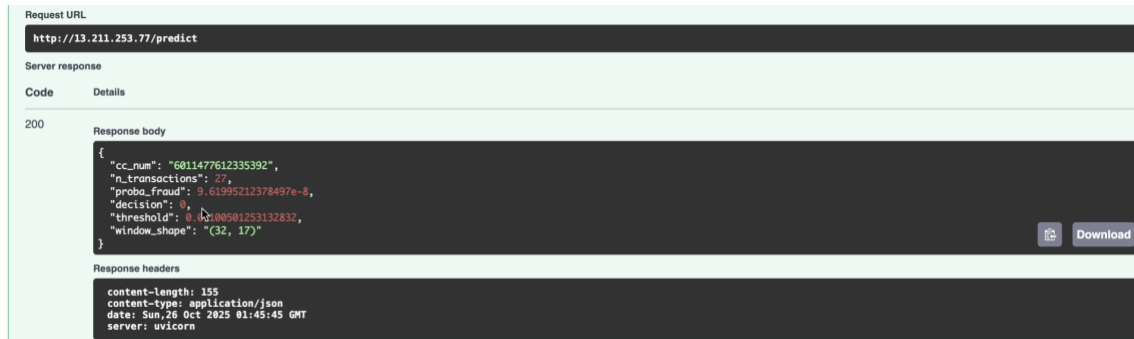 Request URL
http://13.211.253.77/predict
Server response
Code Details
200
Response body
{
"cc_num": "6011477612335392",
"n_transactions": 27,
"proba_fraud": 9.61995212378497e-8,
"decision": 0,
"threshold":
"window_shape": "(32, 17)"
}
Download
Response headers
content-length: 155
content-type: application/json
date: Sun,26 Oct 2025 01:45:45 GMT
server: uvicorn